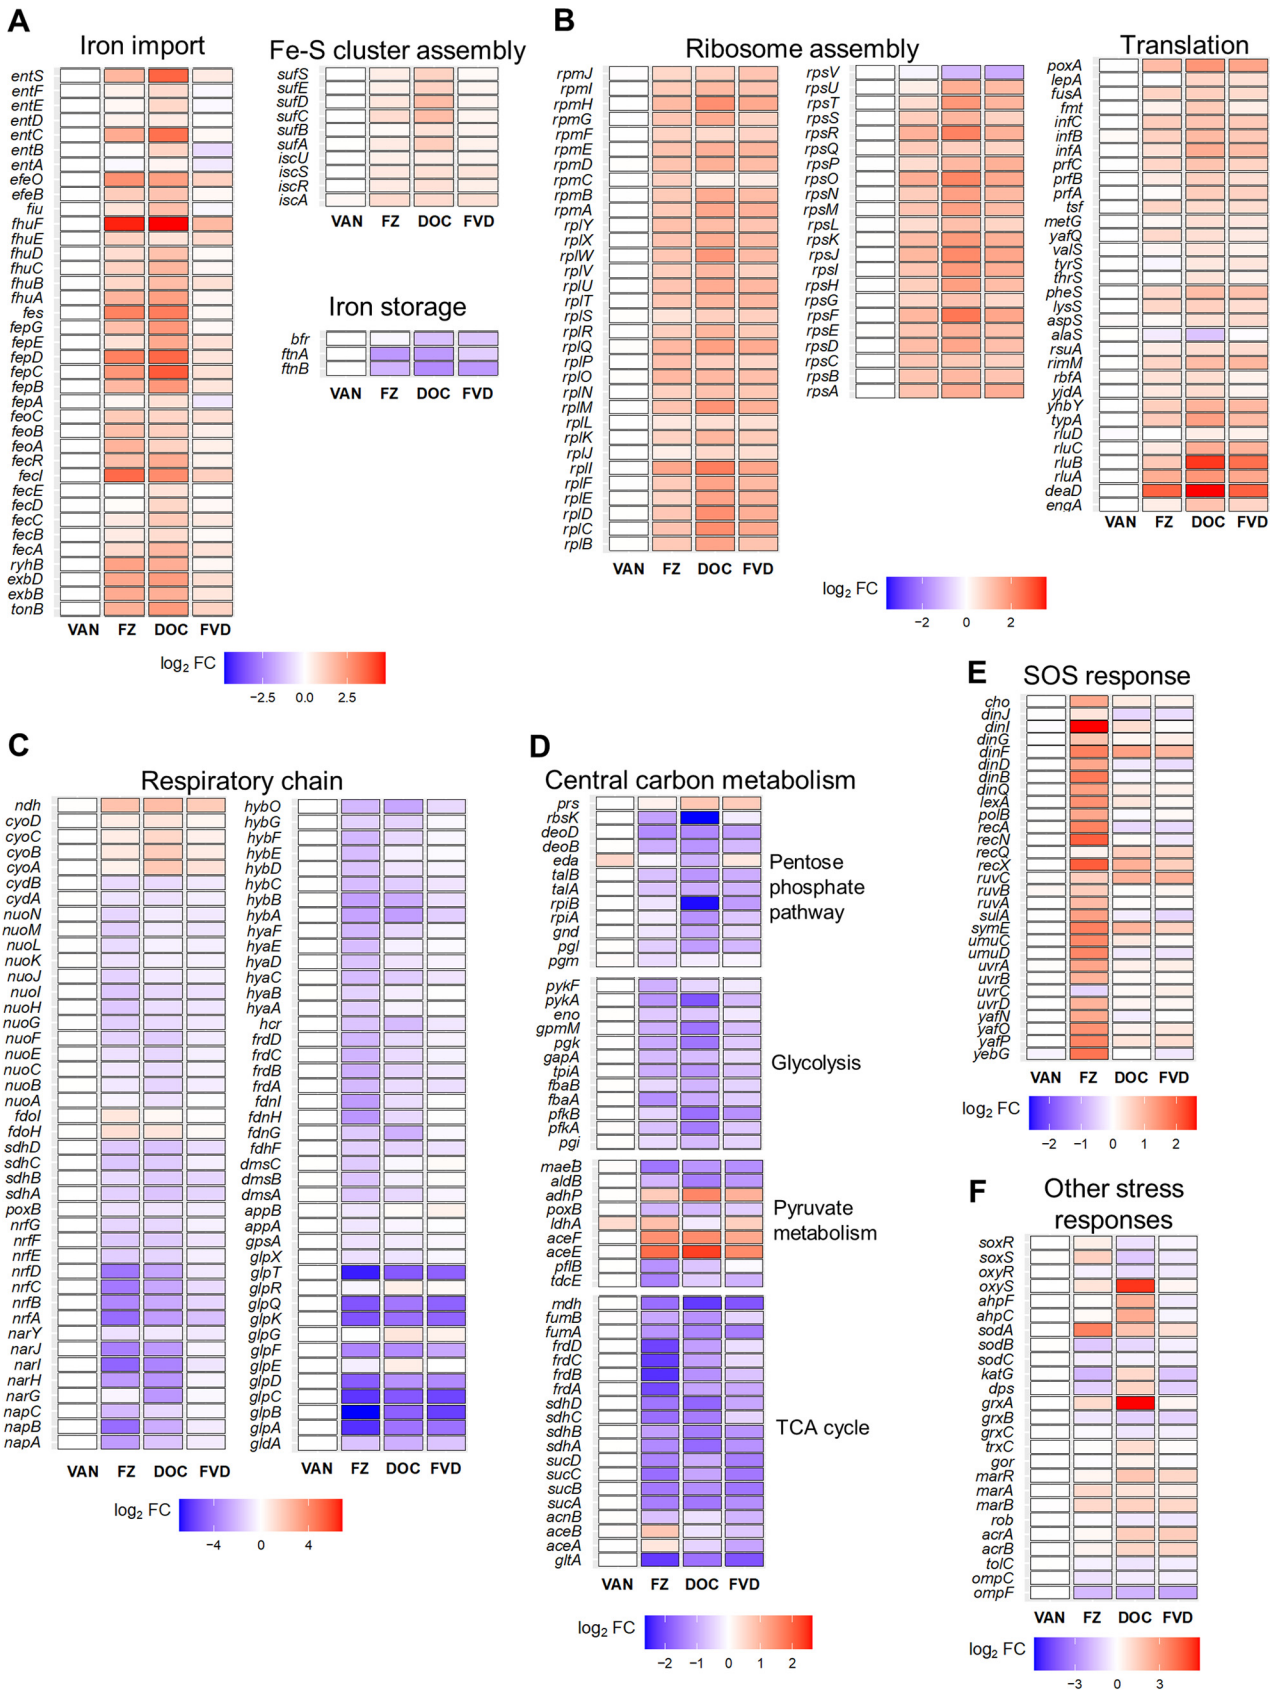 A
Iron import
entS
entF
entE
entD
entC
entB
entA
efeO
efeB
fiu
fhuF
fhuE
fhuD
fhuC
fhuB
fhuA
fes
fepG
fepE
fepD
fepC
fepB
fepA
feoC
feoB
feoA
fecR
fecI
fecE
fecD
fecC
fecB
fecA
ryhB
exbD
exbB
tonB
VAN FZ DOC FVD
log2 FC
−2.5 0.0 2.5
Fe-S cluster assembly
sufS
sufE
sufD
sufC
sufB
sufA
iscU
iscS
iscR
iscA
VAN FZ DOC FVD
Iron storage
bfr
ftnA
ftnB
VAN FZ DOC FVD
B
Ribosome assembly
rpmJ
rpmI
rpmH
rpmG
rpmF
rpmE
rpmD
rpmC
rpmB
rpmA
rplY
rplX
rplW
rplV
rplU
rplT
rplS
rplR
rplQ
rplP
rplO
rplN
rplM
rplL
rplK
rplJ
rplI
rplF
rplE
rplD
rplC
rplB
VAN FZ DOC FVD
rpsV
rpsU
rpsT
rpsS
rpsR
rpsQ
rpsP
rpsO
rpsN
rpsM
rpsL
rpsK
rpsJ
rpsI
rpsH
rpsG
rpsF
rpsE
rpsD
rpsC
rpsB
rpsA
Translation
poxA
lepA
fusA
fmt
infC
infB
infA
prfC
prfB
prfA
tsf
metG
yafQ
valS
tyrS
thrS
pheS
lysS
aspS
alaS
rsuA
rimM
rbfA
yjdA
yhbY
typA
rluD
rluC
rluB
rluA
deaD
engA
VAN FZ DOC FVD
log2 FC
−2 0 2
C
Respiratory chain
ndh
cyoD
cyoC
cyoB
cyoA
cydB
cydA
nuoN
nuoM
nuoL
nuoK
nuoJ
nuoI
nuoH
nuoG
nuoF
nuoE
nuoC
nuoB
nuoA
fdoI
fdoH
sdhD
sdhC
sdhB
sdhA
poxB
nrfG
nrfF
nrfE
nrfD
nrfC
nrfB
nrfA
narY
narJ
narI
narH
narG
napC
napB
napA
VAN FZ DOC FVD
hybO
hybG
hybF
hybE
hybD
hybC
hybB
hybA
hyaF
hyaE
hyaD
hyaC
hyaB
hyaA
hcr
frdD
frdC
frdB
frdA
fdnI
fdnH
fdnG
fdhF
dmsC
dmsB
dmsA
appB
appA
gpsA
glpX
glpT
glpR
glpQ
glpK
glpG
glpF
glpE
glpD
glpC
glpB
glpA
gldA
VAN FZ DOC FVD
log2 FC
−4 0 4
D
Central carbon metabolism
prs
rbsK
deoD
deoB
eda
talB
talA
rpiB
rpiA
gnd
pgl
pgm
Pentose
phosphate
pathway
pykF
pykA
eno
gpmM
pgk
gapA
tpiA
fbaB
fbaA
pfkB
pfkA
pgi
Glycolysis
maeB
aldB
adhP
poxB
ldhA
aceF
aceE
pflB
tdcE
Pyruvate
metabolism
mdh
fumB
fumA
frdD
frdC
frdB
frdA
sdhD
sdhC
sdhB
sdhA
sucD
sucC
sucB
sucA
acnB
aceB
aceA
gltA
TCA cycle
VAN FZ DOC FVD
log2 FC
−2 −1 0 1 2
E
SOS response
cho
dinJ
dinI
dinG
dinF
dinD
dinB
dinQ
lexA
polB
recA
recN
recQ
recX
ruvC
ruvB
ruvA
sulA
symE
umuC
umuD
uvrA
uvrB
uvrC
uvrD
yafN
yafO
yafP
yebG
VAN FZ DOC FVD
log2 FC
−2 −1 0 1 2
F
Other stress
responses
soxR
soxS
oxyR
oxyS
ahpF
ahpC
sodA
sodB
sodC
katG
dps
grxA
grxB
grxC
trxC
gor
marR
marA
marB
rob
acrA
acrB
tolC
ompC
ompF
VAN FZ DOC FVD
log2 FC
−3 0 3